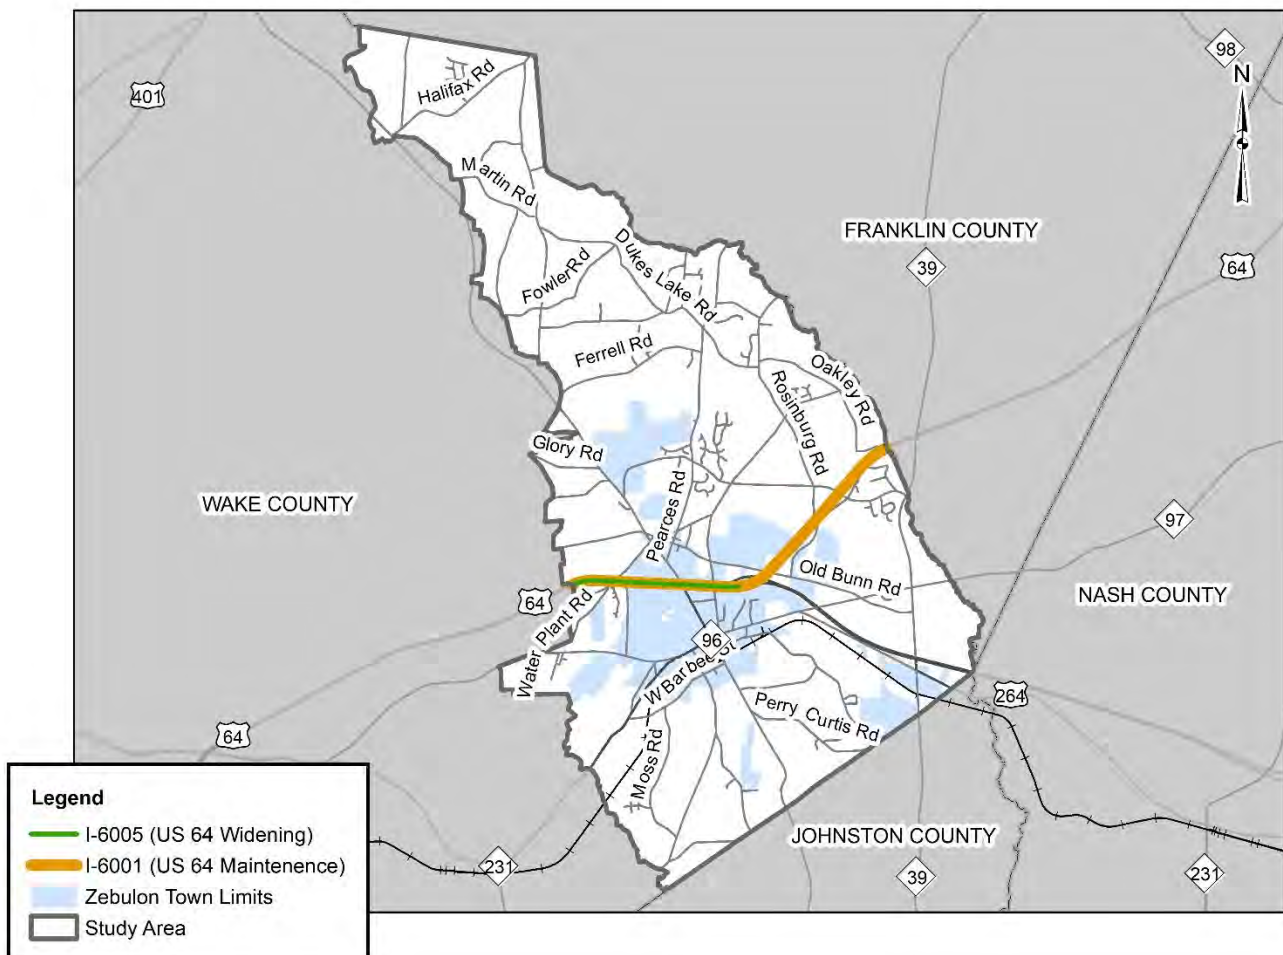 98
N
401
Halifax Rd
Martin Rd
FRANKLIN COUNTY
Dukes Lake Rd
39
64
Fowler Rd
Ferrell Rd
Oakley Rd
Rosinburg Rd
Glory Rd
WAKE COUNTY
Pearces Rd
97
Old Bunn Rd
64
NASH COUNTY
Water Plant Rd
96
W Barbee St
264
Perry Curtis Rd
64
Moss Rd
JOHNSTON COUNTY
231
39
231
Legend
I-6005 (US 64 Widening)
I-6001 (US 64 Maintenence)
Zebulon Town Limits
Study Area